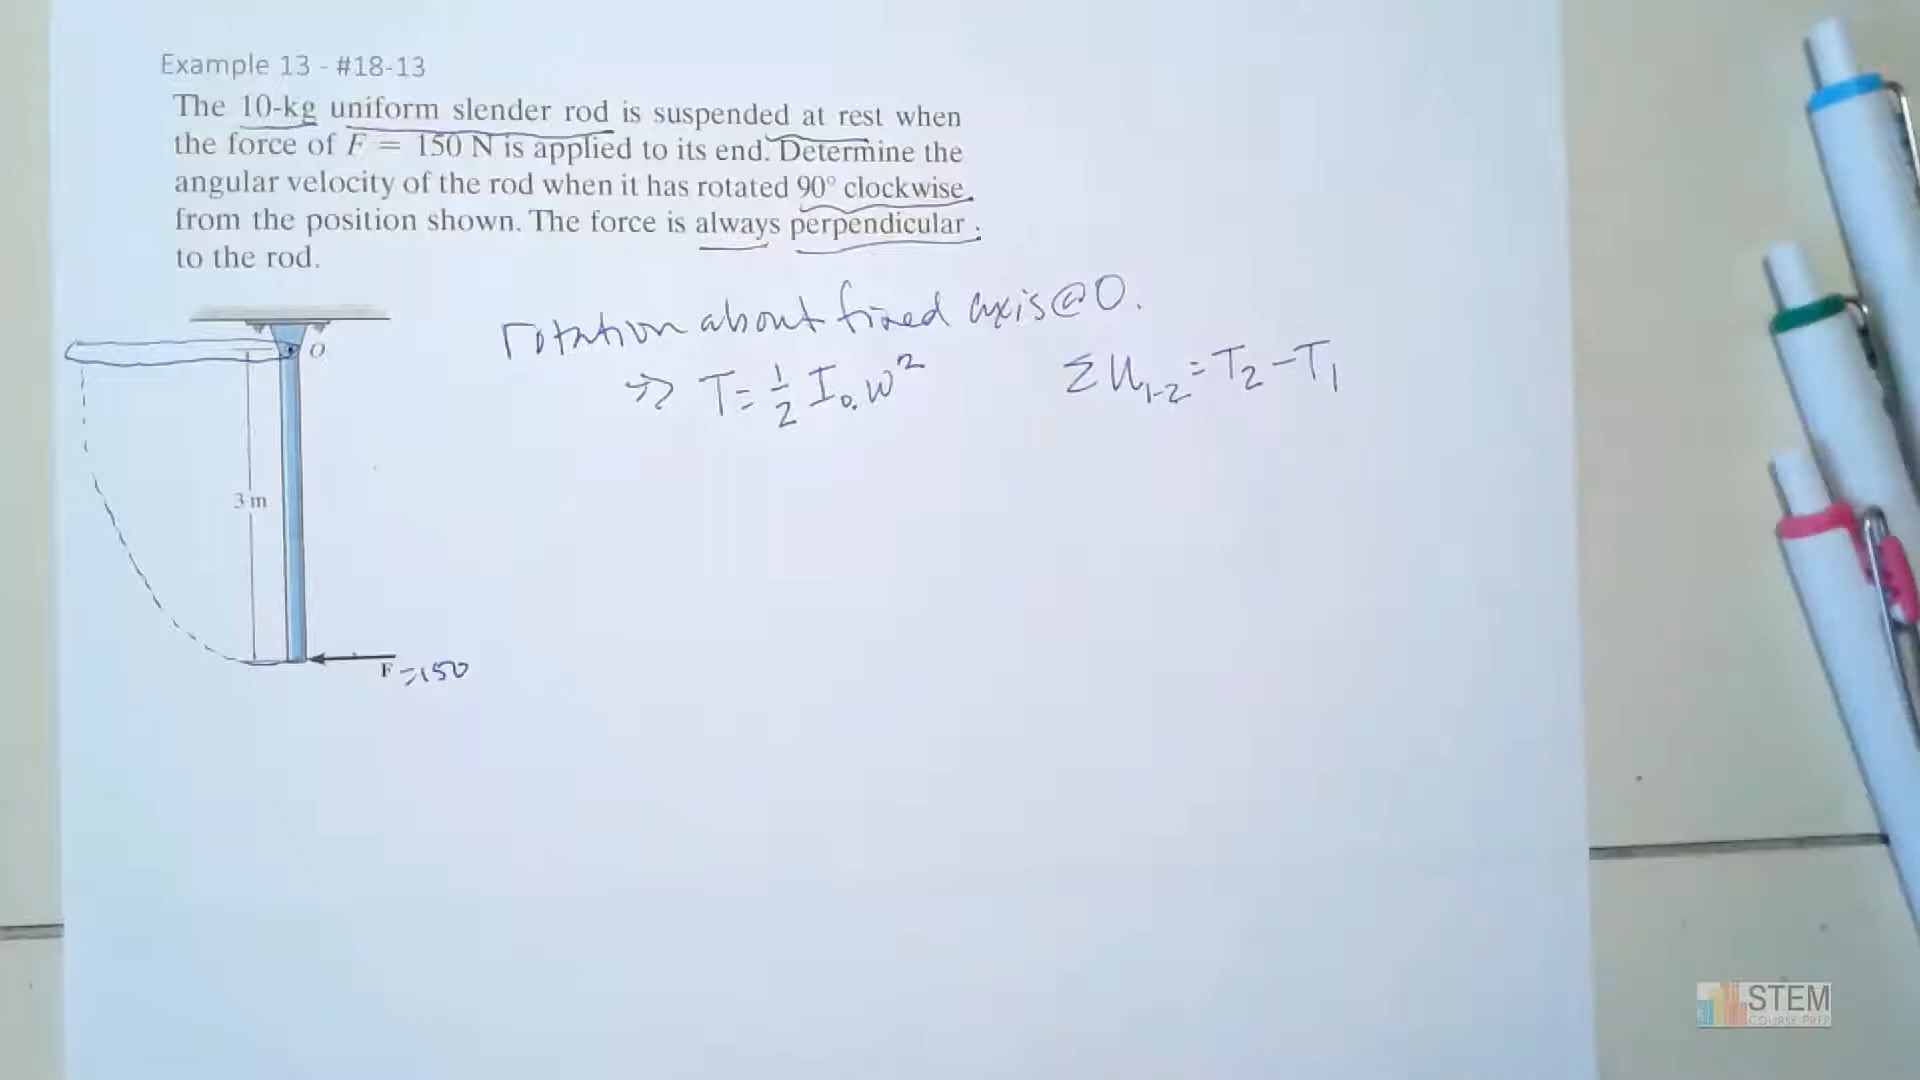 Example 13 - #18-13
The 10-kg uniform slender rod is suspended at rest when
the force of F = 150 N is applied to its end. Determine the
angular velocity of the rod when it has rotated 90° clockwise
from the position shown. The force is always perpendicular
to the rod.
rotation about fixed axis @ O.
O
⇒ T = 1/2 I₀ ω²
Σ U₁₋₂ = T₂ - T₁
3 m
F = 150
STEM
COURSE PREP